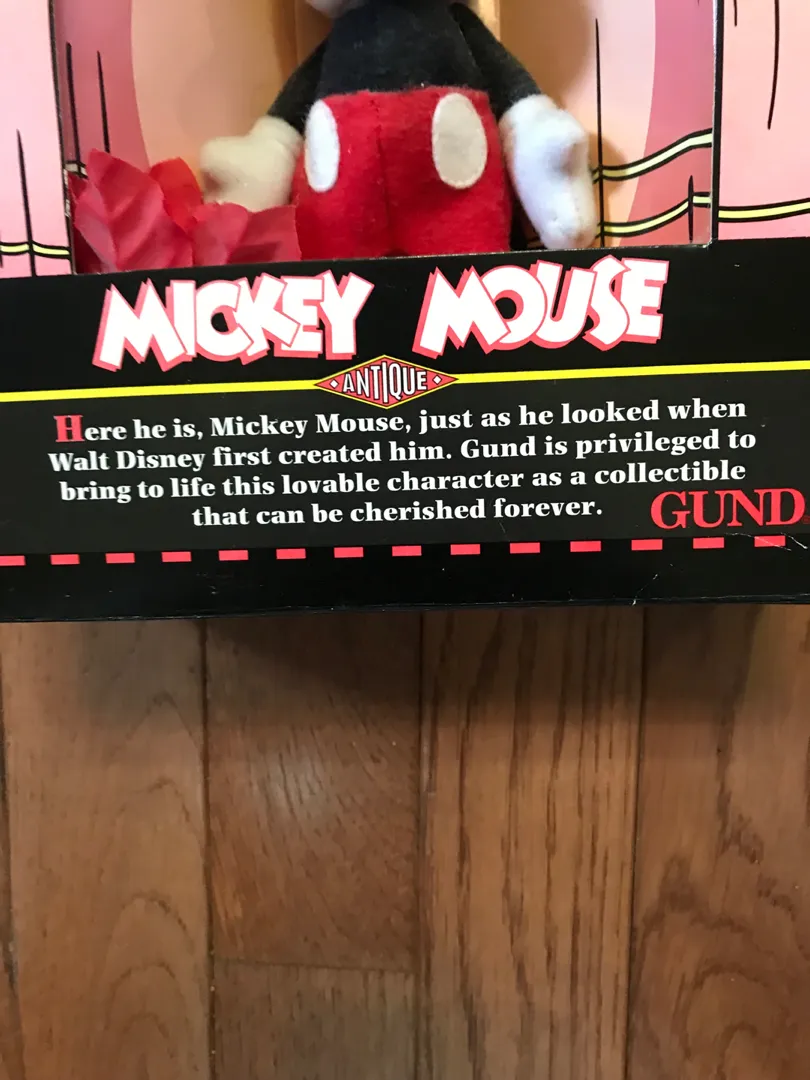 MICKEY MOUSE
ANTIQUE
Here he is, Mickey Mouse, just as he looked when
Walt Disney first created him. Gund is privileged to
bring to life this lovable character as a collectible
that can be cherished forever.
GUND